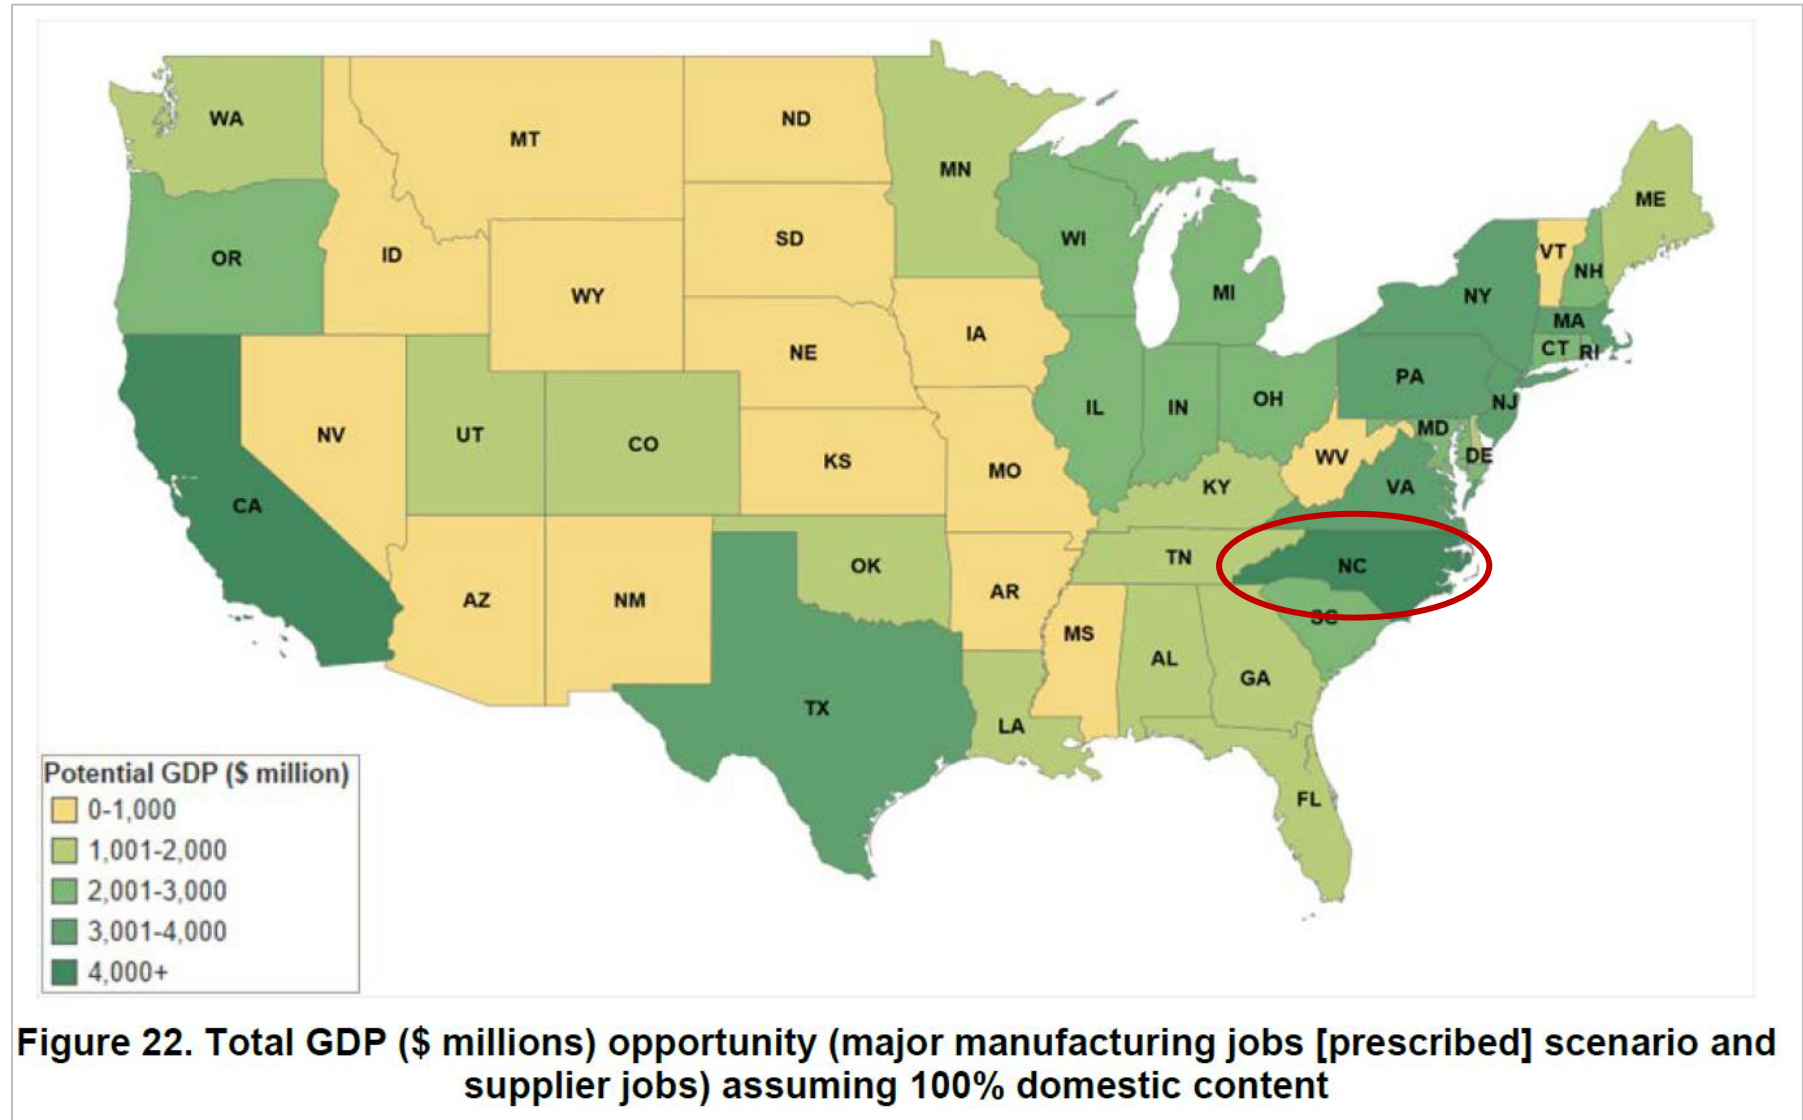 WA
MT
ND
MN
ME
OR
ID
SD
WI
VT
NH
WY
MI
NY
MA
IA
NE
CT
RI
PA
NV
UT
CO
IL
IN
OH
NJ
MD
KS
MO
WV
DE
CA
KY
VA
TN
NC
OK
AZ
NM
AR
SC
MS
AL
GA
TX
LA
FL
Potential GDP ($ million)
0-1,000
1,001-2,000
2,001-3,000
3,001-4,000
4,000+
Figure 22. Total GDP ($ millions) opportunity (major manufacturing jobs [prescribed] scenario and
supplier jobs) assuming 100% domestic content